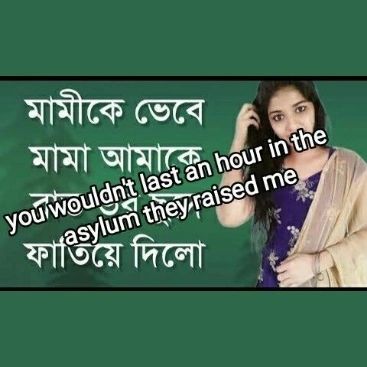 মামীকে ভেবে
মামা আমাকে
ফাটিয়ে দিলো
you wouldn't last an hour in the
asylum they raised me